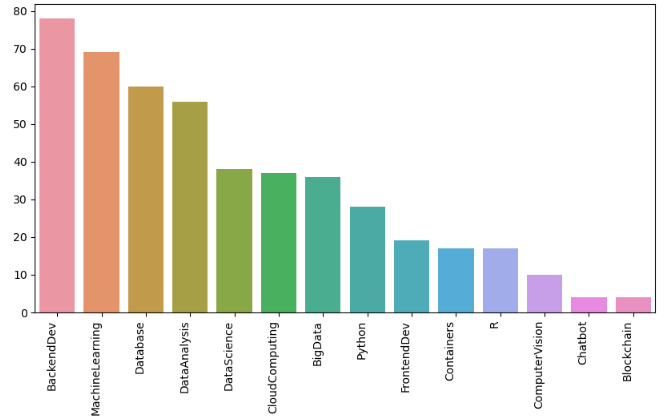 80
70
60
50
40
30
20
10
0
BackendDev
MachineLearning
Database
DataAnalysis
DataScience
CloudComputing
BigData
Python
FrontendDev
Containers
R
ComputerVision
Chatbot
Blockchain